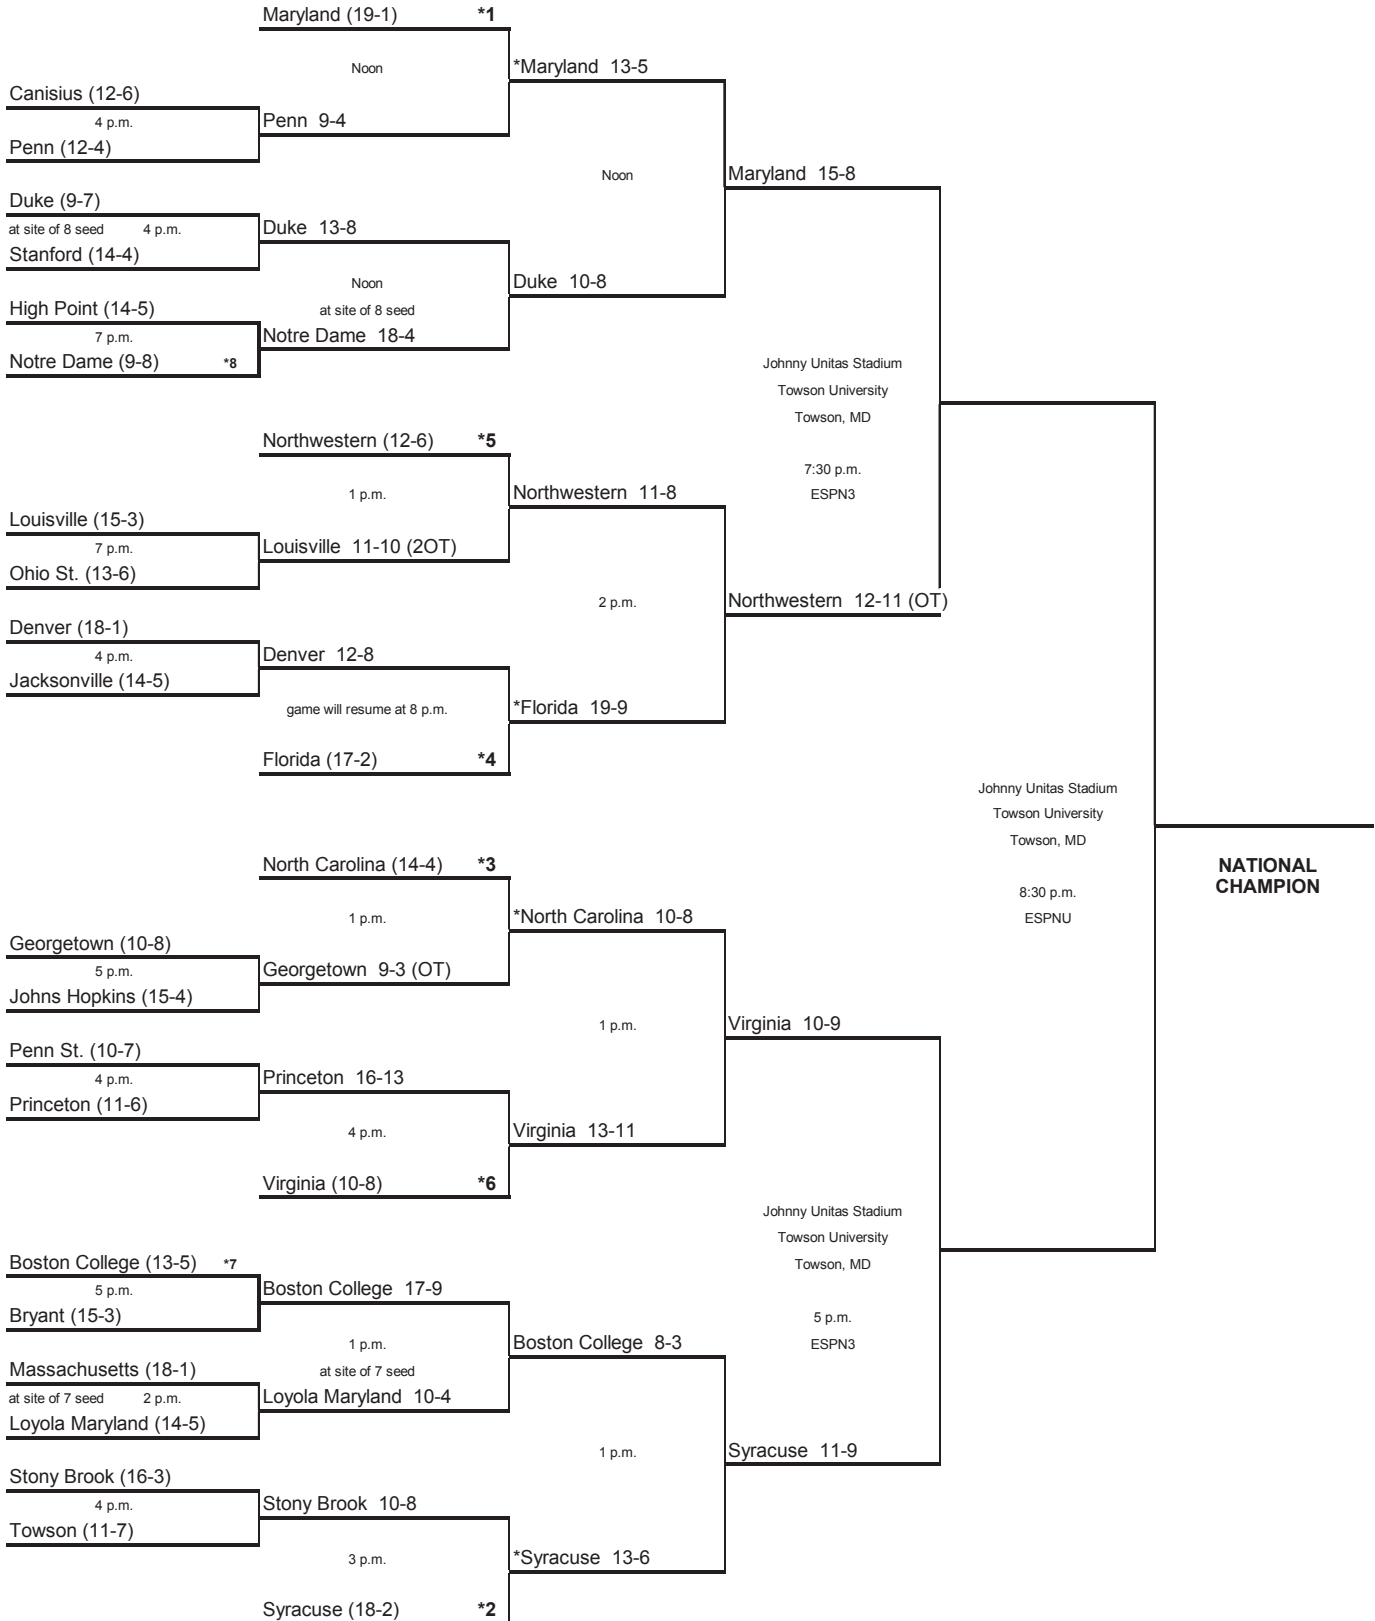 Maryland (19-1) *1
Noon
*Maryland 13-5
Canisius (12-6)
4 p.m.
Penn 9-4
Penn (12-4)
Noon
Maryland 15-8
Duke (9-7)
at site of 8 seed 4 p.m.
Duke 13-8
Stanford (14-4)
Noon
Duke 10-8
High Point (14-5)
at site of 8 seed
7 p.m.
Notre Dame 18-4
Notre Dame (9-8) *8
Johnny Unitas Stadium
Towson University
Towson, MD
Northwestern (12-6) *5
7:30 p.m.
1 p.m.
Northwestern 11-8
ESPN3
Louisville (15-3)
7 p.m.
Louisville 11-10 (2OT)
Ohio St. (13-6)
2 p.m.
Northwestern 12-11 (OT)
Denver (18-1)
4 p.m.
Denver 12-8
Jacksonville (14-5)
game will resume at 8 p.m.
*Florida 19-9
Florida (17-2) *4
Johnny Unitas Stadium
Towson University
Towson, MD
North Carolina (14-4) *3
NATIONAL
CHAMPION
8:30 p.m.
1 p.m.
*North Carolina 10-8
ESPNU
Georgetown (10-8)
5 p.m.
Georgetown 9-3 (OT)
Johns Hopkins (15-4)
1 p.m.
Virginia 10-9
Penn St. (10-7)
4 p.m.
Princeton 16-13
Princeton (11-6)
4 p.m.
Virginia 13-11
Virginia (10-8) *6
Johnny Unitas Stadium
Towson University
Towson, MD
Boston College (13-5) *7
5 p.m.
Boston College 17-9
Bryant (15-3)
5 p.m.
1 p.m.
Boston College 8-3
ESPN3
Massachusetts (18-1)
at site of 7 seed
at site of 7 seed 2 p.m.
Loyola Maryland 10-4
Loyola Maryland (14-5)
1 p.m.
Syracuse 11-9
Stony Brook (16-3)
4 p.m.
Stony Brook 10-8
Towson (11-7)
3 p.m.
*Syracuse 13-6
Syracuse (18-2) *2